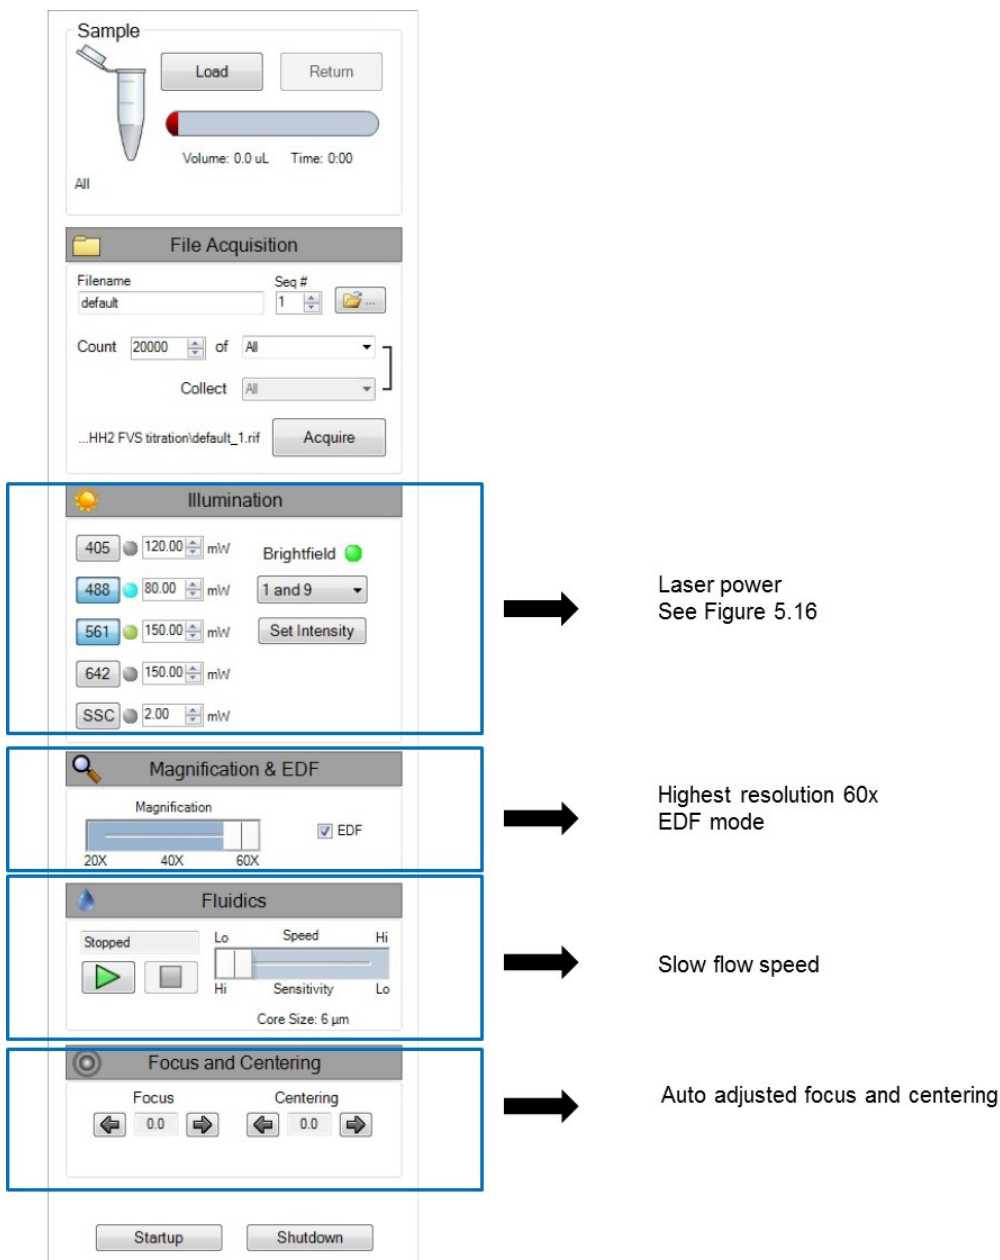 Sample
Load Return
Volume: 0.0 uL Time: 0:00
All
File Acquisition
Filename Seq #
default 1 ...
Count 20000 of All
Collect All
...HH2 FVS titration\default_1.rif Acquire
Illumination
405 120.00 mW Brightfield
488 80.00 mW 1 and 9
561 150.00 mW Set Intensity
642 150.00 mW
SSC 2.00 mW
Laser power
See Figure 5.16
Magnification & EDF
Magnification
EDF
20X 40X 60X
Highest resolution 60x
EDF mode
Fluidics
Stopped Lo Speed Hi
Hi Sensitivity Lo
Core Size: 6 µm
Slow flow speed
Focus and Centering
Focus Centering
0.0 0.0
Auto adjusted focus and centering
Startup Shutdown